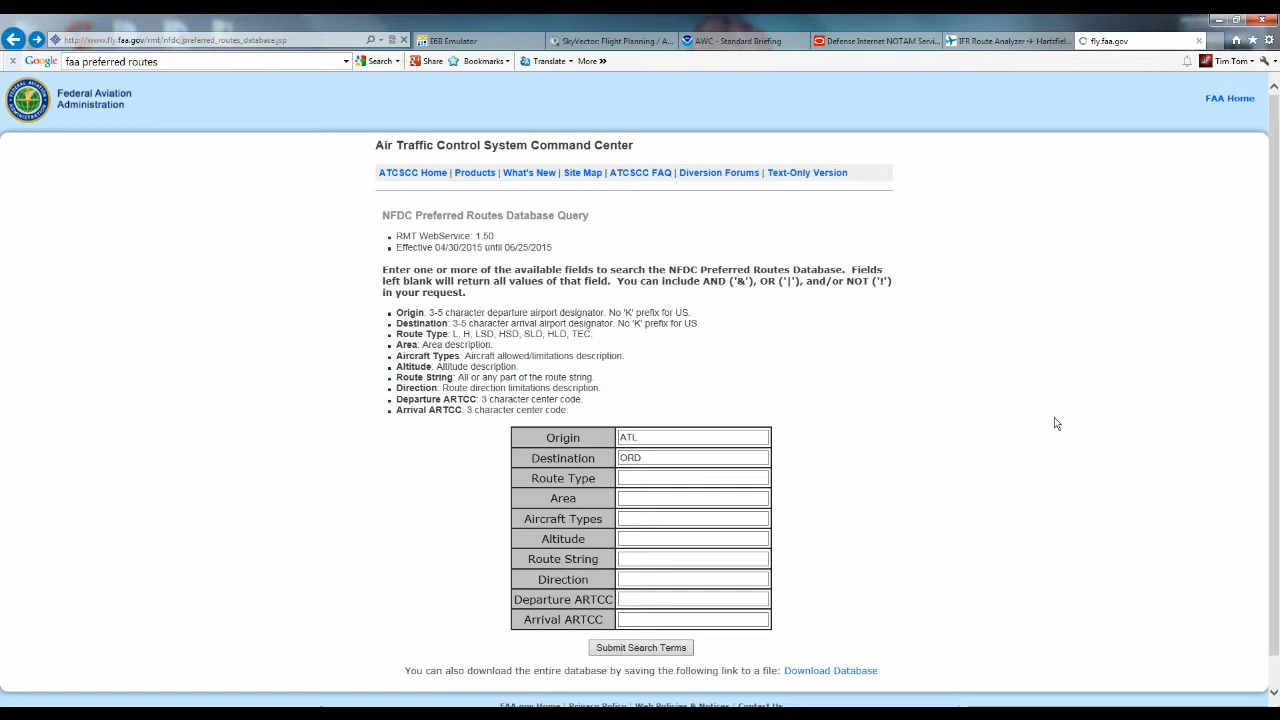 http://www.fly.faa.gov/rmt/nfdc_preferred_routes_database.jsp
E6B Emulator
SkyVector: Flight Planning / A...
AWC - Standard Briefing
Defense Internet NOTAM Servi...
IFR Route Analyzer ✈ Hartsfiel...
fly.faa.gov
x Google faa preferred routes Search Share Bookmarks Translate More >> Tim Tom
Federal Aviation
Administration
FAA Home
Air Traffic Control System Command Center
ATCSCC Home | Products | What's New | Site Map | ATCSCC FAQ | Diversion Forums | Text-Only Version
NFDC Preferred Routes Database Query
RMT WebService: 1.50
Effective 04/30/2015 until 06/25/2015
Enter one or more of the available fields to search the NFDC Preferred Routes Database. Fields
left blank will return all values of that field. You can include AND ('&'), OR ('|'), and/or NOT ('!')
in your request.
Origin: 3-5 character departure airport designator. No 'K' prefix for US.
Destination: 3-5 character arrival airport designator. No 'K' prefix for US.
Route Type: L, H, LSD, HSD, SLD, HLD, TEC.
Area: Area description.
Aircraft Types: Aircraft allowed/limitations description.
Altitude: Altitude description.
Route String: All or any part of the route string.
Direction: Route direction limitations description.
Departure ARTCC: 3 character center code.
Arrival ARTCC: 3 character center code.
Origin ATL
Destination ORD
Route Type
Area
Aircraft Types
Altitude
Route String
Direction
Departure ARTCC
Arrival ARTCC
Submit Search Terms
You can also download the entire database by saving the following link to a file: Download Database
FAA.gov Home | Privacy Policy | Web Policies & Notices | Contact Us